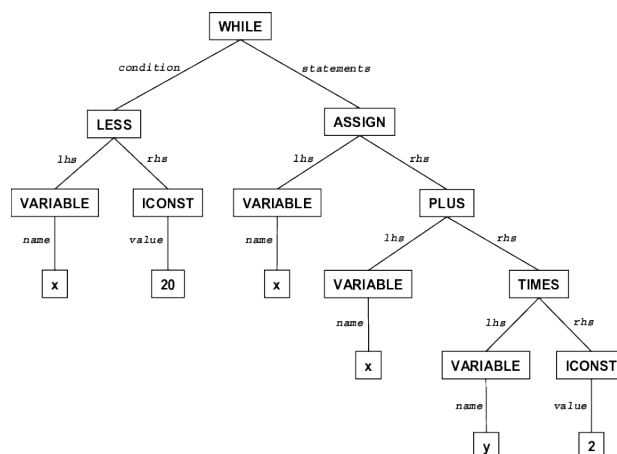 WHILE
condition statements
LESS ASSIGN
lhs rhs lhs rhs
VARIABLE ICONST VARIABLE PLUS
name value name lhs rhs
x 20 x VARIABLE TIMES
name lhs rhs
x VARIABLE ICONST
name value
y 2